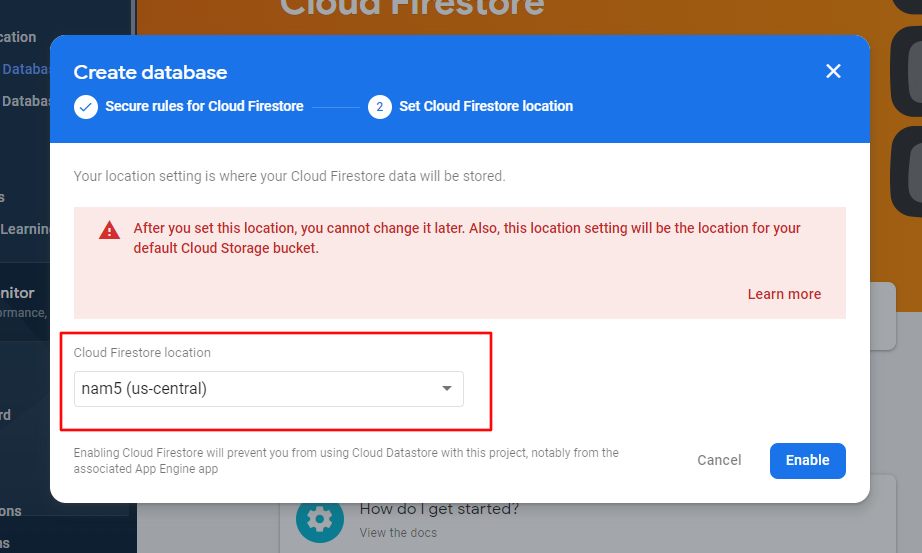 Cloud Firestore
Create database
Secure rules for Cloud Firestore
2
Set Cloud Firestore location
Your location setting is where your Cloud Firestore data will be stored.
After you set this location, you cannot change it later. Also, this location setting will be the location for your
default Cloud Storage bucket.
Learn more
Cloud Firestore location
nam5 (us-central)
Enabling Cloud Firestore will prevent you from using Cloud Datastore with this project, notably from the
associated App Engine app
Cancel
Enable
How do I get started?
View the docs
cation
Databa
Databas
s
Learning
nitor
ormance,
rd
ons
ns